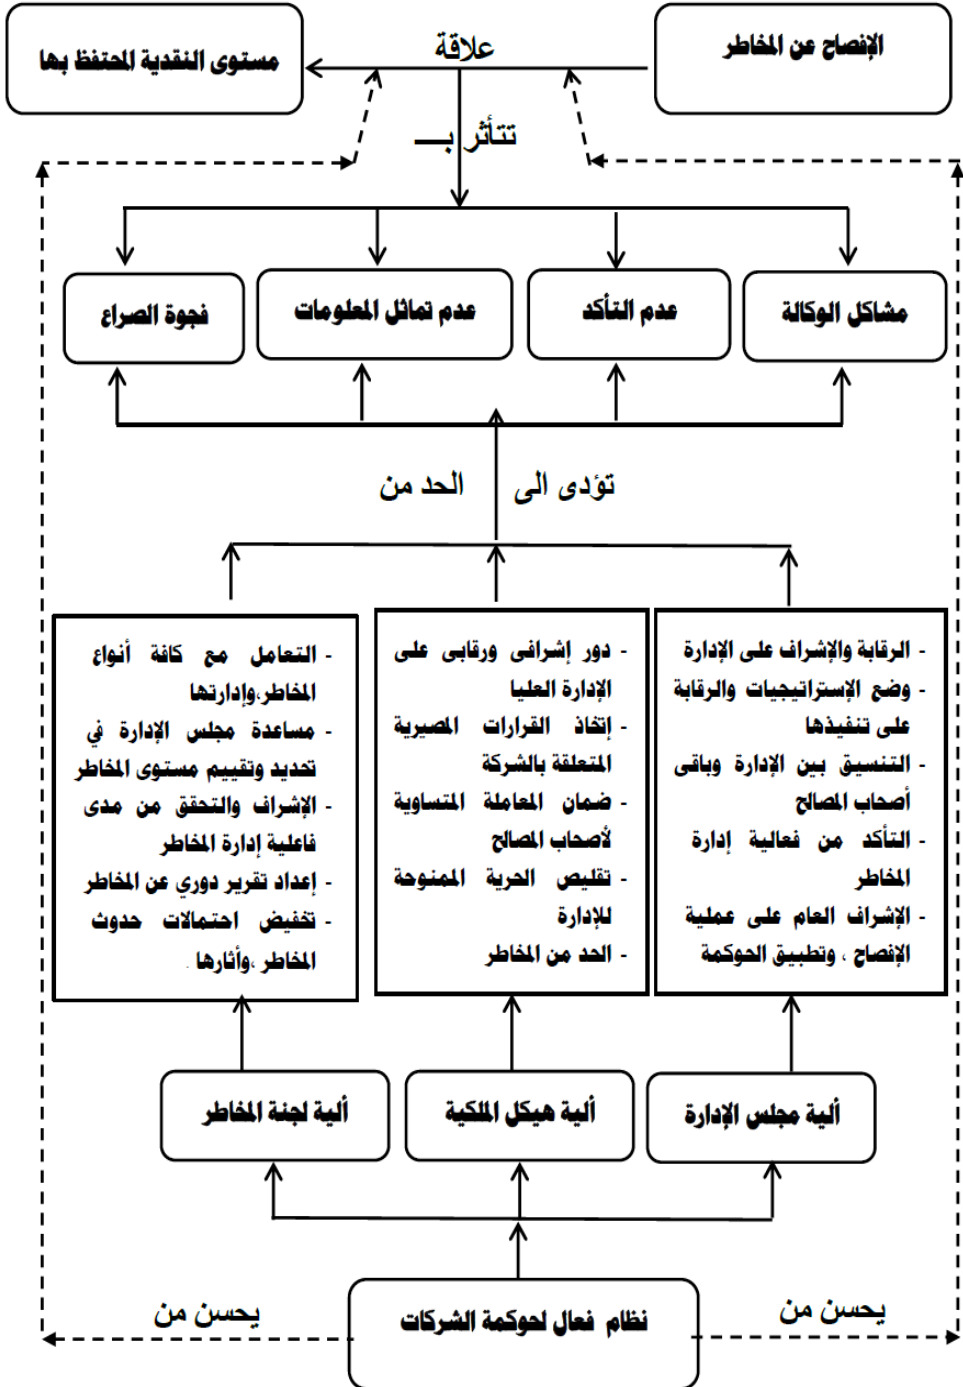 الإفصاح عن المخاطر
علاقة
مستوى النقدية المحتفظ بها
تتأثر بـــ
مشاكل الوكالة
عدم التأكد
عدم تماثل المعلومات
فجوة الصراع
تؤدى الى
الحد من
- الرقابة والإشراف على الإدارة
- وضع الإستراتيجيات والرقابة
على تنفيذها
- التنسيق بين الإدارة وباقى
أصحاب المصالح
- التأكد من فعالية إدارة
المخاطر
- الإشراف العام على عملية
الإفصاح ، وتطبيق الحوكمة
- دور إشرافى ورقابى على
الإدارة العليا
- إتخاذ القرارات المصيرية
المتعلقة بالشركة
- ضمان المعاملة المتساوية
لأصحاب المصالح
- تقليص الحرية الممنوحة
للإدارة
- الحد من المخاطر
- التعامل مع كافة أنواع
المخاطر،وإدارتها
- مساعدة مجلس الإدارة في
تحديد وتقييم مستوى المخاطر
- الإشراف والتحقق من مدى
فاعلية إدارة المخاطر
- إعداد تقرير دوري عن المخاطر
- تخفيض احتمالات حدوث
المخاطر ،وأثارها .
ألية مجلس الإدارة
ألية هيكل الملكية
ألية لجنة المخاطر
يحسن من
نظام فعال لحوكمة الشركات
يحسن من